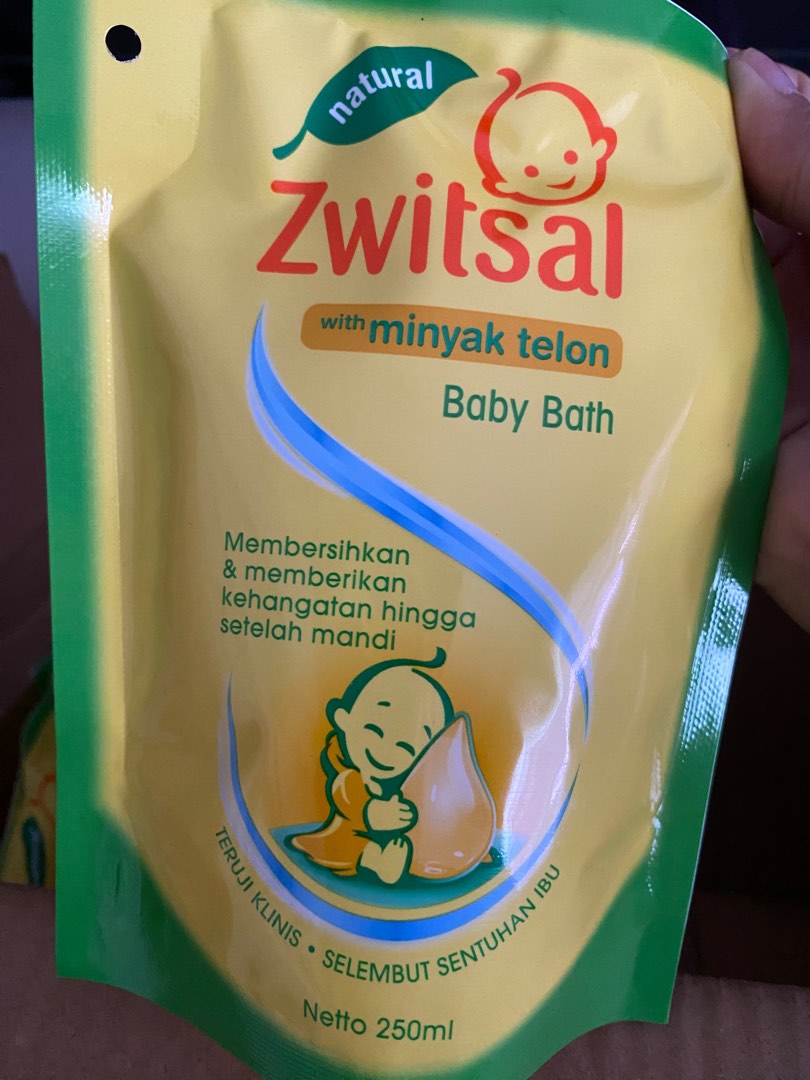 natural
Zwitsal
with minyak telon
Baby Bath
Membersihkan
& memberikan
kehangatan hingga
setelah mandi
TERUJI KLINIS • SELEMBUT SENTUHAN IBU
Netto 250ml